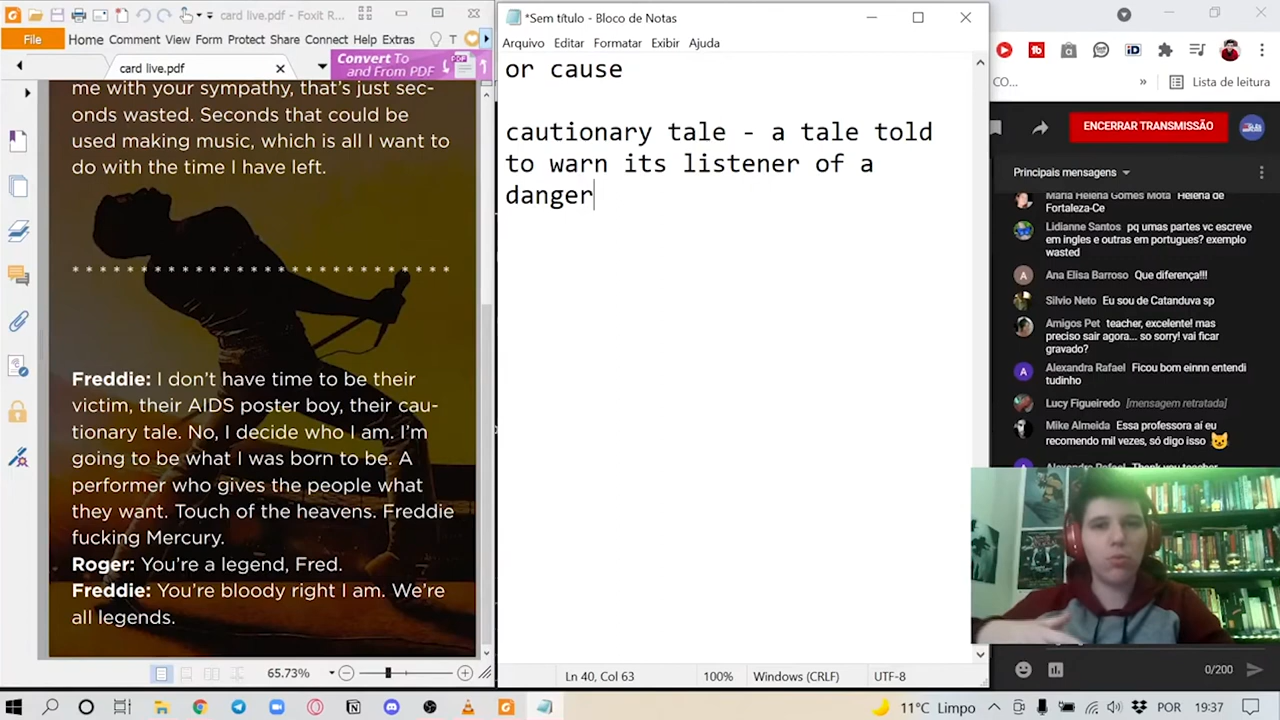 card live.pdf - Foxit R...
File
Home
Comment
View
Form
Protect
Share
Connect
Help
Extras
card live.pdf
Convert To
and From PDF
me with your sympathy, that's just sec-
onds wasted. Seconds that could be
used making music, which is all I want to
do with the time I have left.
* * * * * * * * * * * * * * * * * * * * * * * * * *
Freddie: I don't have time to be their
victim, their AIDS poster boy, their cau-
tionary tale. No, I decide who I am. I'm
going to be what I was born to be. A
performer who gives the people what
they want. Touch of the heavens. Freddie
fucking Mercury.
Roger: You're a legend, Fred.
Freddie: You're bloody right I am. We're
all legends.
65.73%
*Sem título - Bloco de Notas
Arquivo
Editar
Formatar
Exibir
Ajuda
or cause
cautionary tale - a tale told
to warn its listener of a
danger
Ln 40, Col 63
100%
Windows (CRLF)
UTF-8
iD
CO...
»
Lista de leitura
ENCERRAR TRANSMISSÃO
Principais mensagens
Maria Helena Gomes Mota Helena de
Fortaleza-Ce
Lidianne Santos pq umas partes vc escreve
em ingles e outras em portugues? exemplo
wasted
Ana Elisa Barroso Que diferença!!!
Silvio Neto Eu sou de Catanduva sp
Amigos Pet teacher, excelente! mas
preciso sair agora... so sorry! vai ficar
gravado?
Alexandra Rafael Ficou bom einnn entendi
tudinho
Lucy Figueiredo [mensagem retratada]
Mike Almeida Essa professora aí eu
recomendo mil vezes, só digo isso
0/200
11°C Limpo
POR
19:37